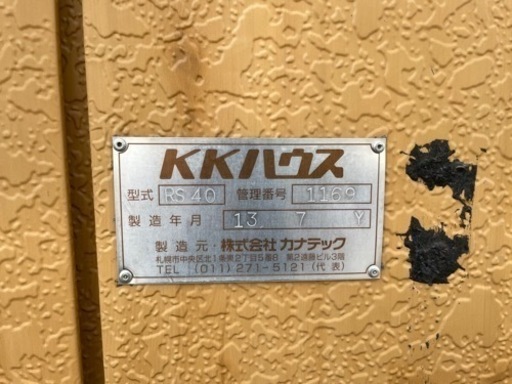 KKハウス
型式 RS40 管理番号 1169
製造年月 13 7 Y
製造元・株式会社 カナテック
札幌市中央区北1条東2丁目5番8 第2遠藤ビル3階
TEL (011)271-5121(代表)